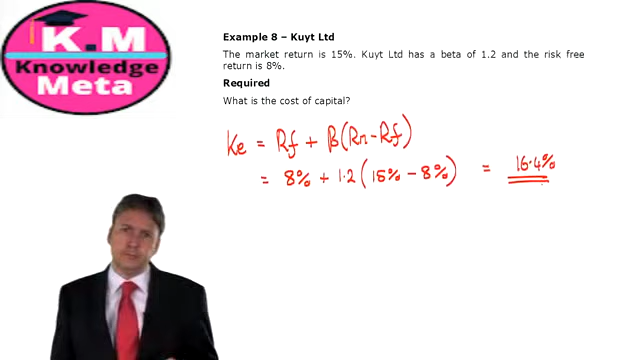 K.M
Knowledge
Meta
Example 8 – Kuyt Ltd
The market return is 15%. Kuyt Ltd has a beta of 1.2 and the risk free
return is 8%.
Required
What is the cost of capital?
Ke = Rf + β(Rm - Rf)
= 8% + 1.2 (15% - 8%) = 16.4%